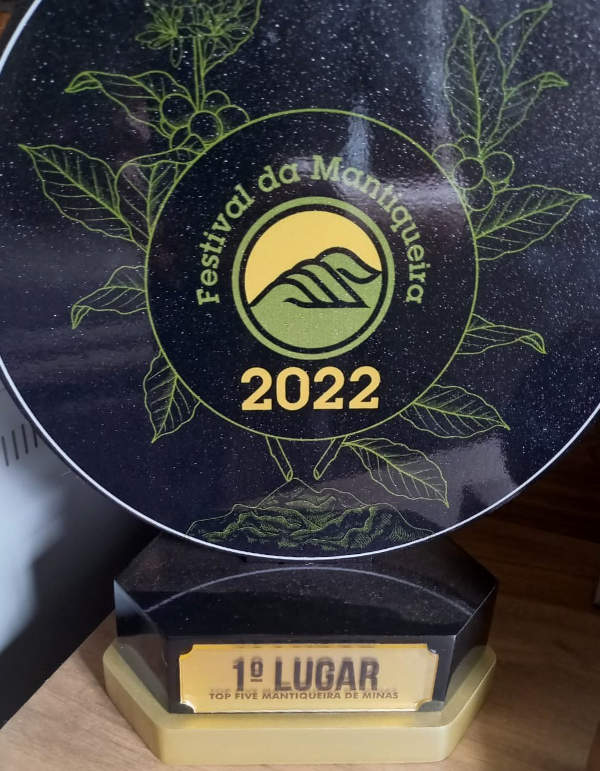 Festival da Mantiqueira
2022
1º LUGAR
TOP FIVE MANTIQUEIRA DE MINAS